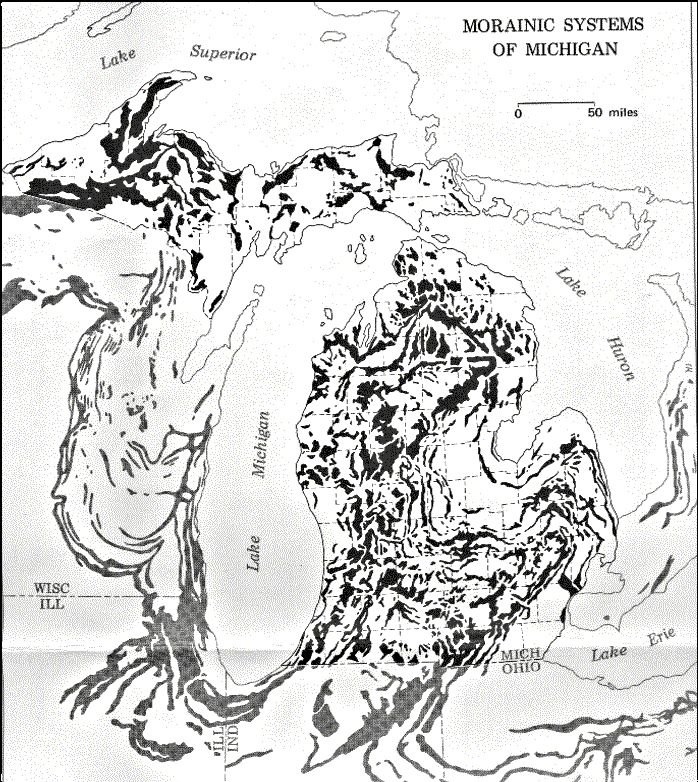 MORAINIC SYSTEMS
OF MICHIGAN
0 50 miles
Lake Superior
Lake
Huron
Lake Michigan
WISC
ILL
MICH
OHIO
Lake Erie
ILL
IND